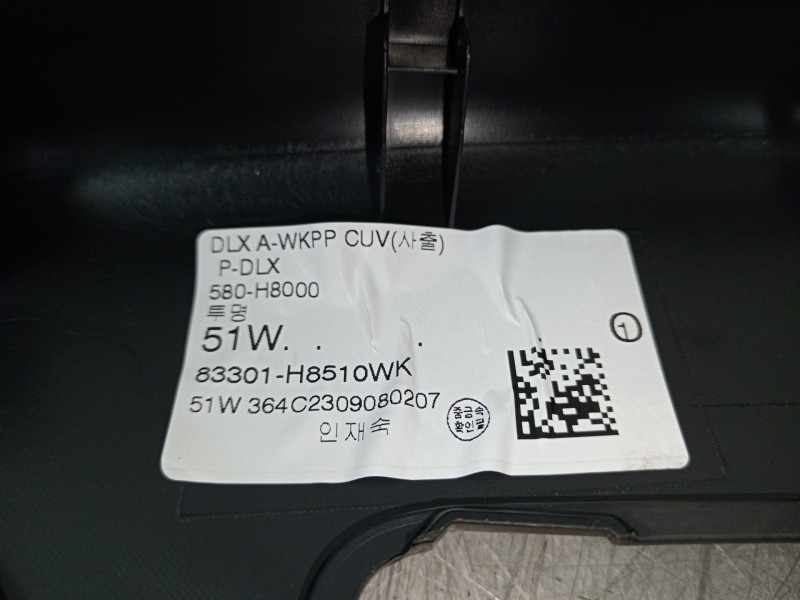 DLX A-WKPP CUV(사출)
P-DLX
580-H8000
투명
51W. . .
①
83301-H8510WK
51W 364C2309080207
인재숙